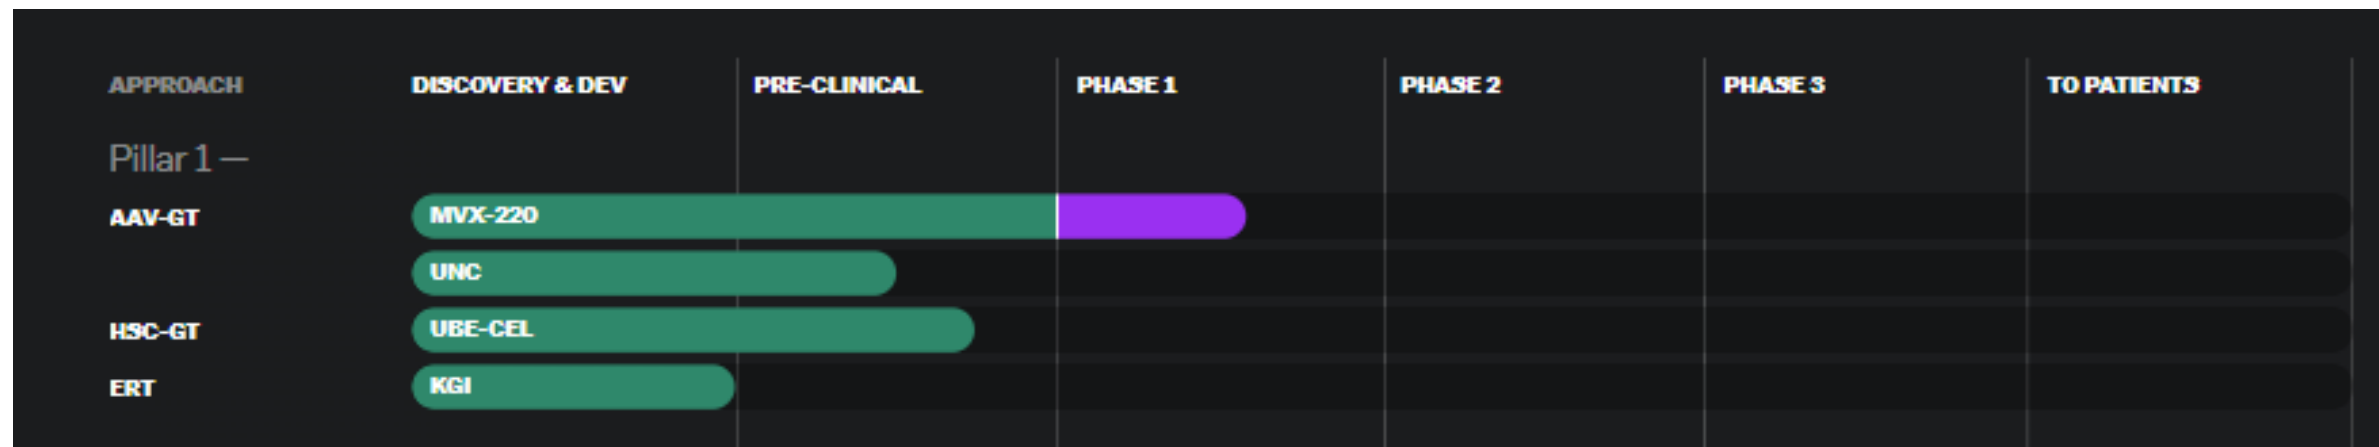 APPROACH DISCOVERY & DEV PRE-CLINICAL PHASE 1 PHASE 2 PHASE 3 TO PATIENTS
Pillar 1 —
AAV-GT MVX-220
UNC
HSC-GT UBE-CEL
ERT KGI